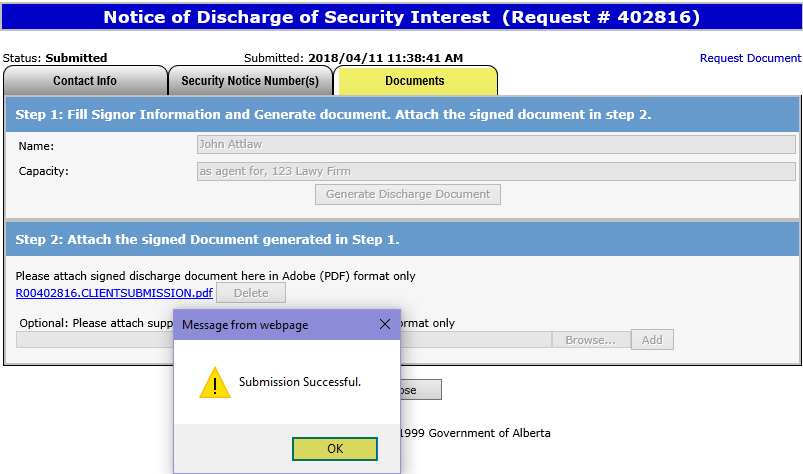 Notice of Discharge of Security Interest (Request # 402816)
Status: Submitted Submitted: 2018/04/11 11:38:41 AM Request Document
Contact Info Security Notice Number(s) Documents
Step 1: Fill Signor Information and Generate document. Attach the signed document in step 2.
Name: John Attlaw
Capacity: as agent for, 123 Lawy Firm
Generate Discharge Document
Step 2: Attach the signed Document generated in Step 1.
Please attach signed discharge document here in Adobe (PDF) format only
R00402816.CLIENTSUBMISSION.pdf Delete
Optional: Please attach supp ormat only
Browse... Add
Message from webpage
Submission Successful.
OK
ose
1999 Government of Alberta